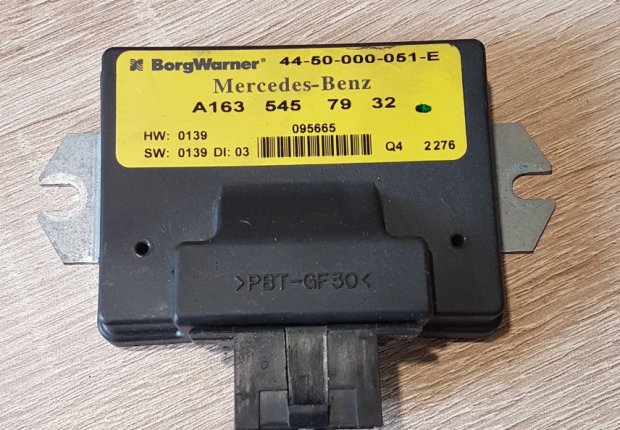 BorgWarner® 44-50-000-051-E
Mercedes-Benz
A163 545 79 32
095665
HW: 0139
SW: 0139 DI: 03 Q4 2276
>PBT-GF30<